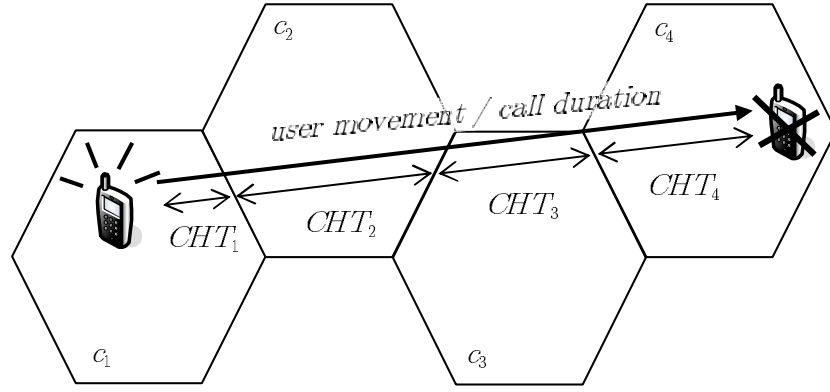 c₂
c₄
user movement / call duration
CHT₁
CHT₂
CHT₃
CHT₄
c₁
c₃